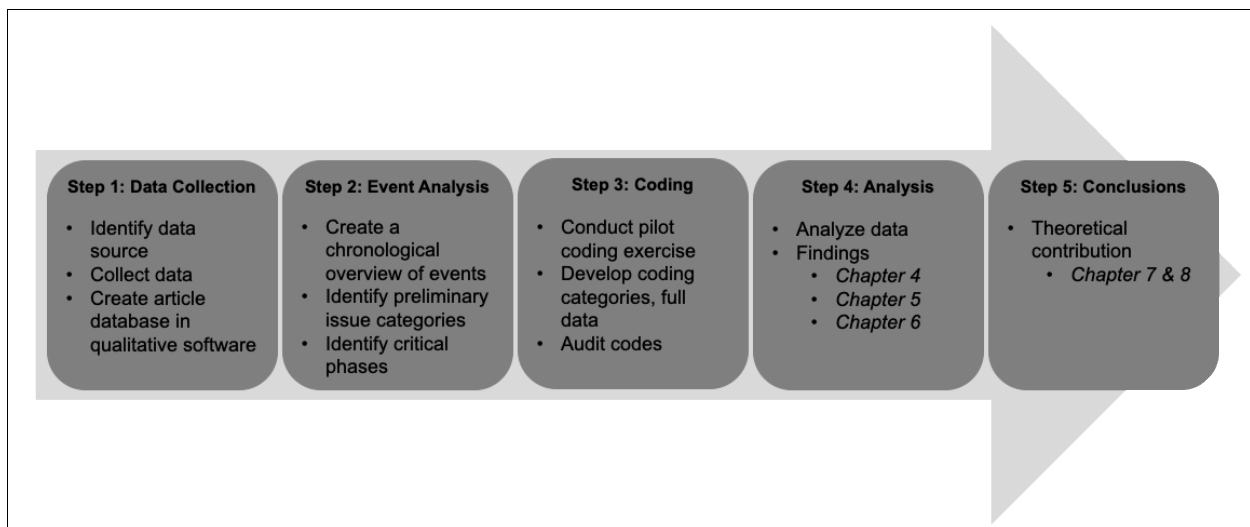 Step 1: Data Collection
• Identify data
source
• Collect data
• Create article
database in
qualitative software
Step 2: Event Analysis
• Create a
chronological
overview of events
• Identify preliminary
issue categories
• Identify critical
phases
Step 3: Coding
• Conduct pilot
coding exercise
• Develop coding
categories, full
data
• Audit codes
Step 4: Analysis
• Analyze data
• Findings
• Chapter 4
• Chapter 5
• Chapter 6
Step 5: Conclusions
• Theoretical
contribution
• Chapter 7 & 8